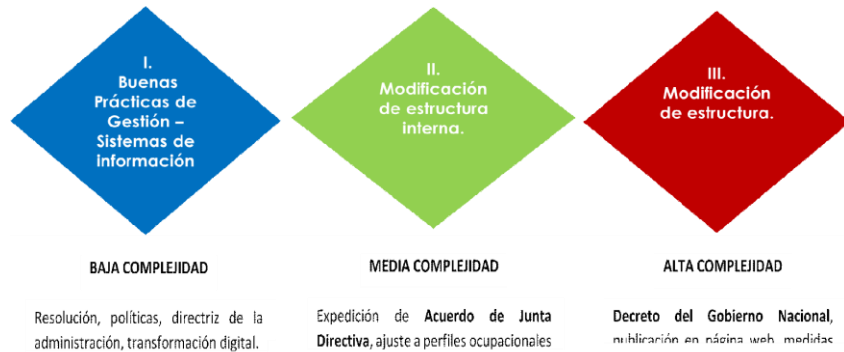 I.
Buenas
Prácticas de
Gestión –
Sistemas de
información
II.
Modificación
de estructura
interna.
III.
Modificación
de estructura.
BAJA COMPLEJIDAD
Resolución, políticas, directriz de la
administración, transformación digital.
MEDIA COMPLEJIDAD
Expedición de Acuerdo de Junta
Directiva, ajuste a perfiles ocupacionales
ALTA COMPLEJIDAD
Decreto del Gobierno Nacional,
publicación en página web, medidas